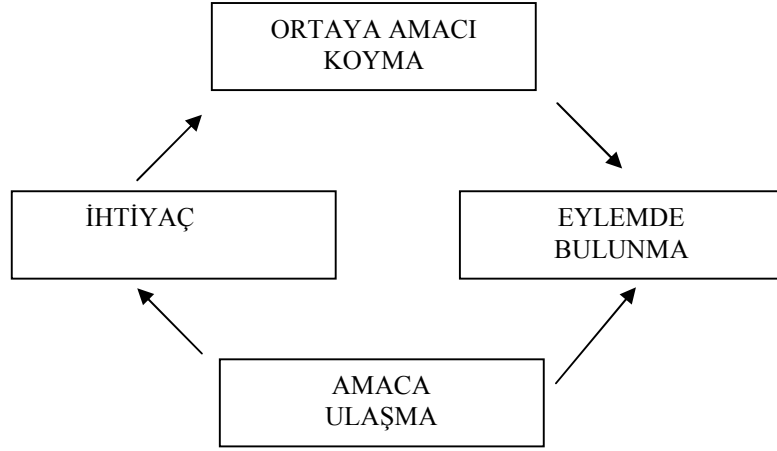 ORTAYA AMACI
KOYMA
İHTİYAÇ
EYLEMDE
BULUNMA
AMACA
ULAŞMA